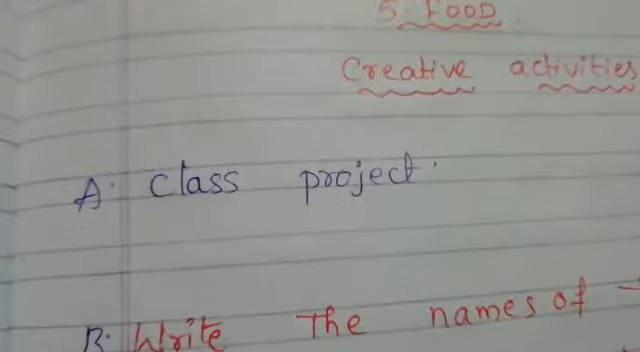 5. FOOD
Creative activities
A. Class project.
B. Write The names of